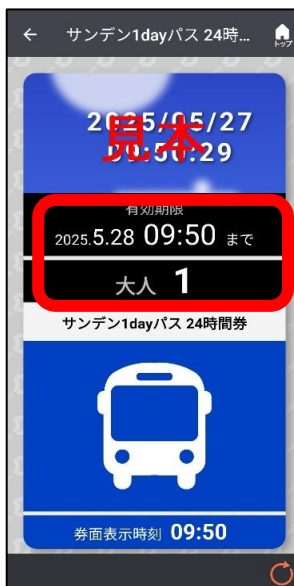 サンデン1dayパス 24時...
トップ
2025/05/27
見本
09:50:29
有効期限
2025.5.28 09:50 まで
大人 1
サンデン1dayパス 24時間券
券面表示時刻 09:50